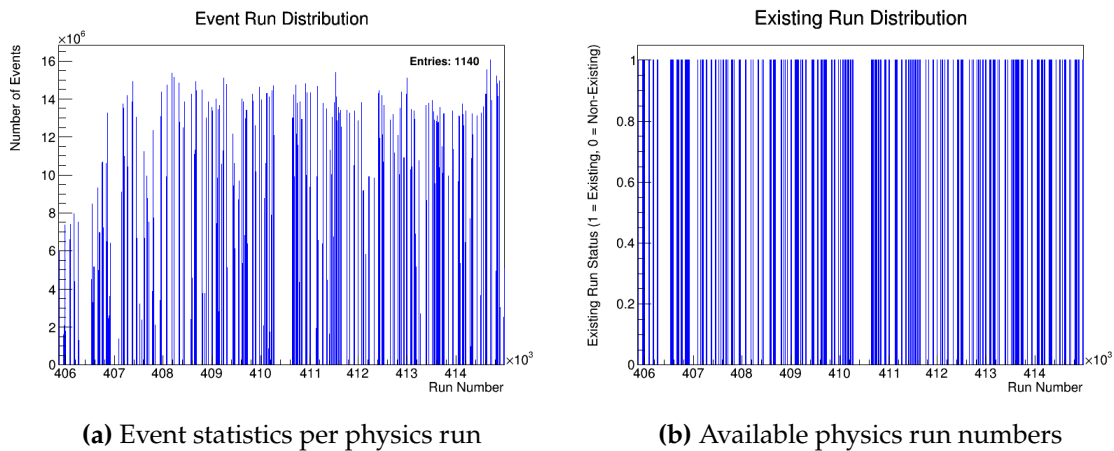 Event Run Distribution
×10⁶
Number of Events
Entries: 1140
16
14
12
10
8
6
4
2
0
406 407 408 409 410 411 412 413 414
×10³
Run Number
(a) Event statistics per physics run
Existing Run Distribution
Existing Run Status (1 = Existing, 0 = Non-Existing)
1
0.8
0.6
0.4
0.2
0
406 407 408 409 410 411 412 413 414
×10³
Run Number
(b) Available physics run numbers